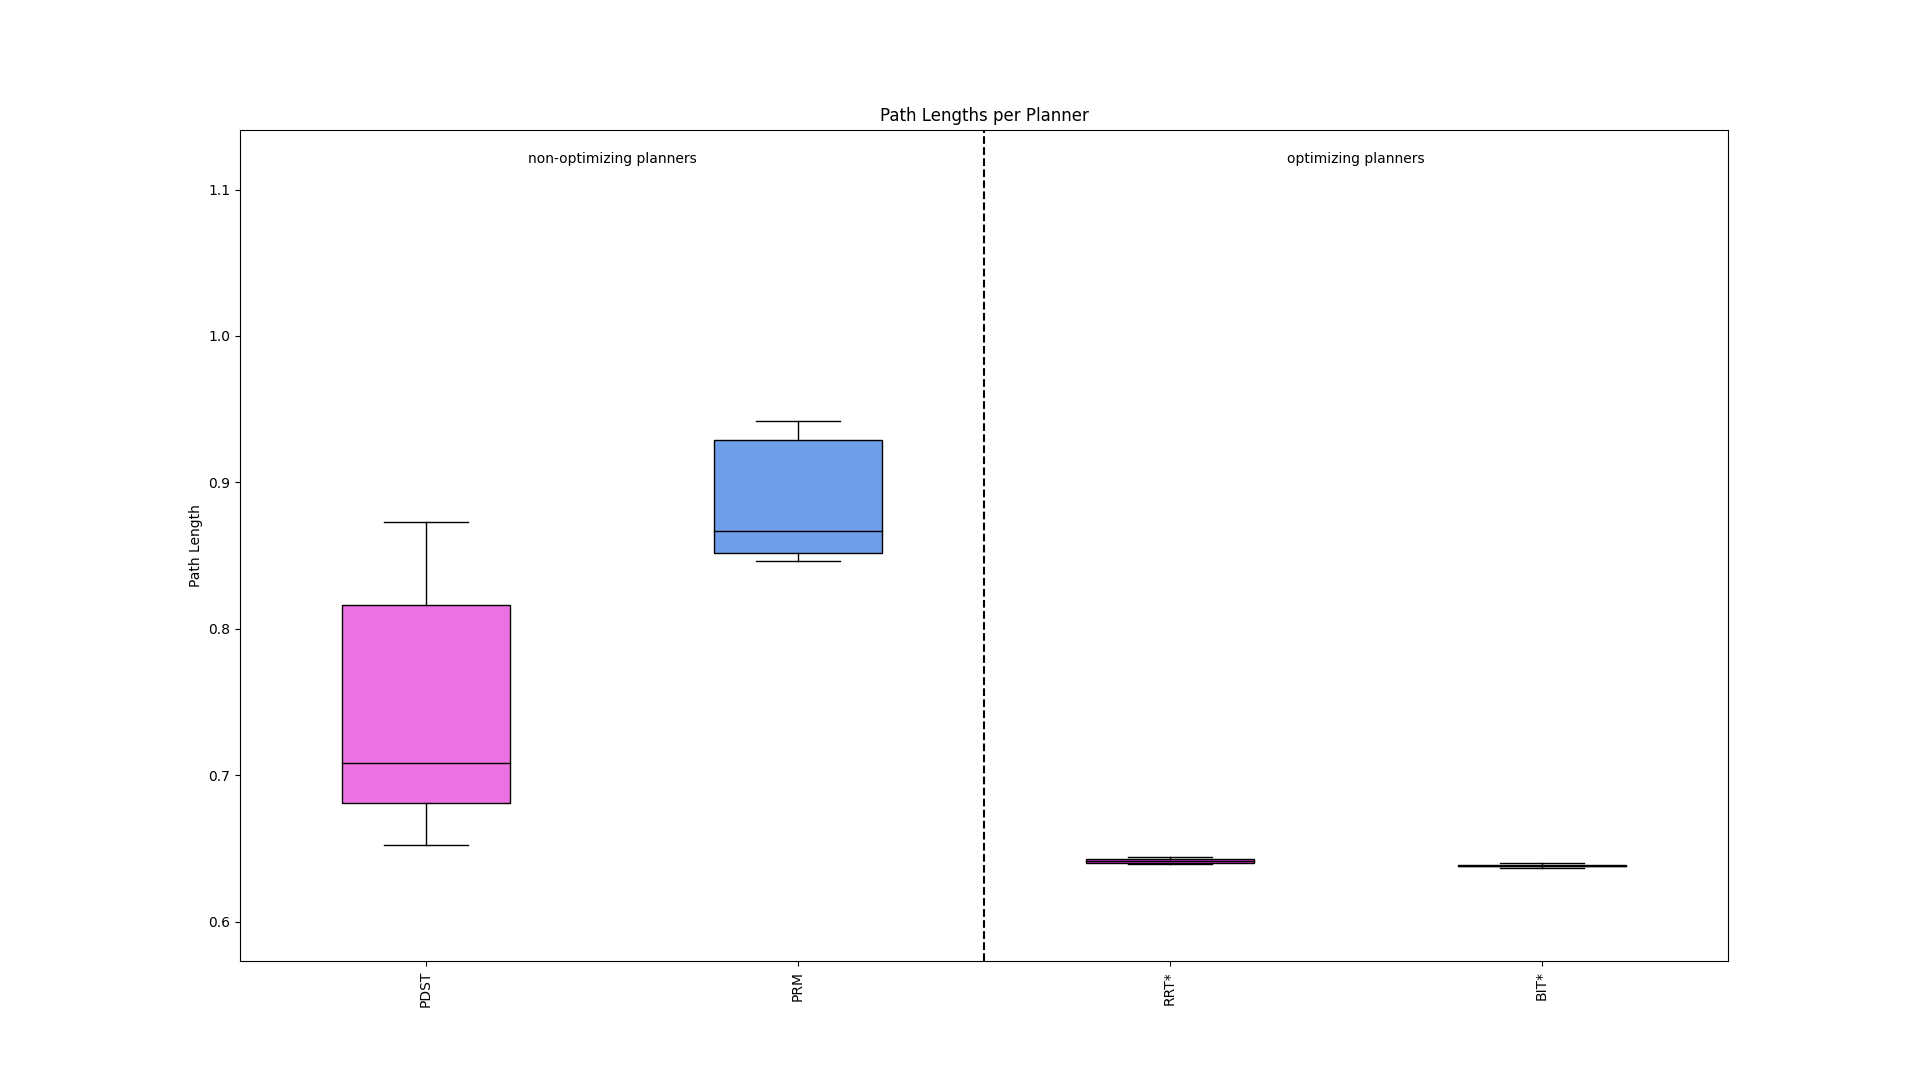 Path Lengths per Planner
non-optimizing planners
optimizing planners
1.1
1.0
0.9
0.8
0.7
0.6
Path Length
PDST
PRM
RRT*
BIT*